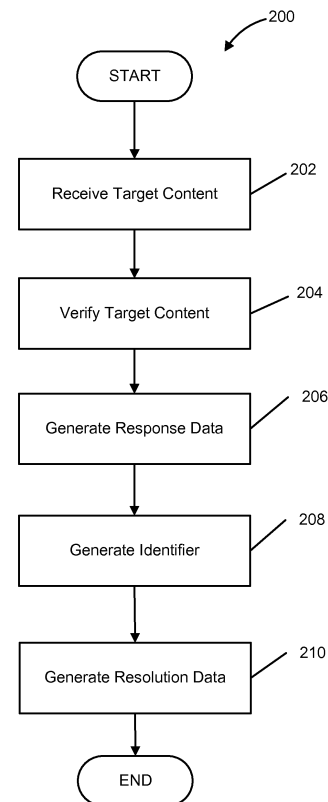 200
START
Receive Target Content
202
Verify Target Content
204
Generate Response Data
206
Generate Identifier
208
Generate Resolution Data
210
END